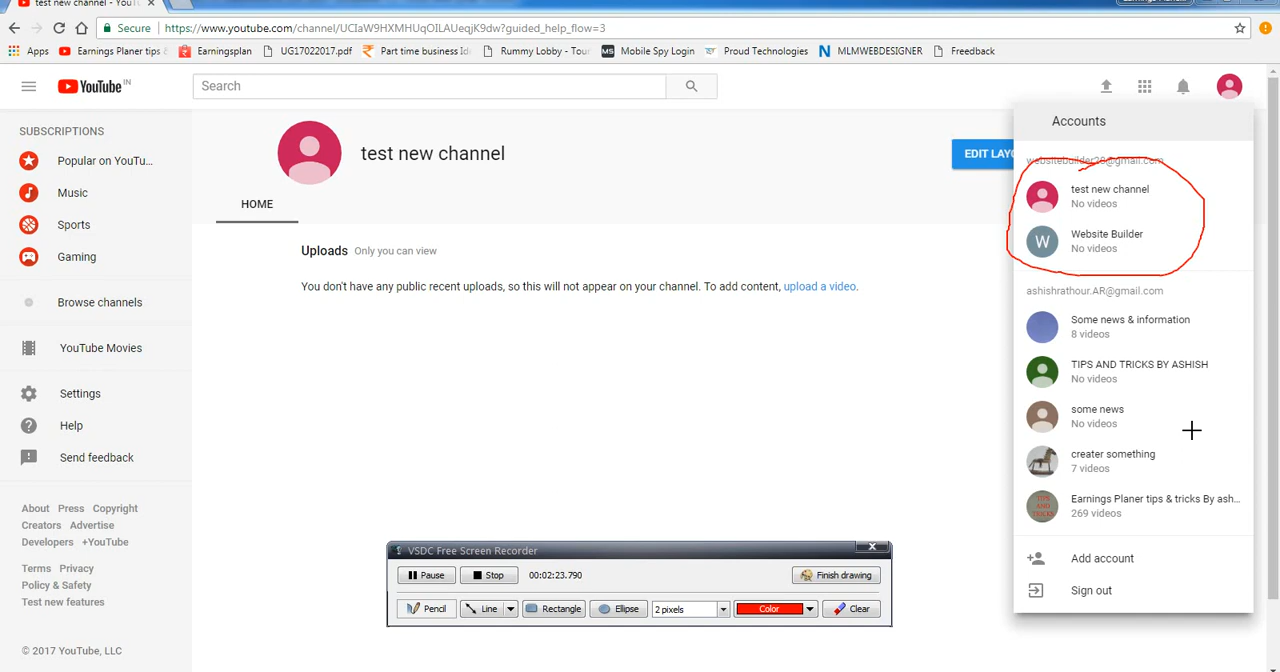 test new channel - YouT
Secure https://www.youtube.com/channel/UCIaW9HXMHUqOILAUeqjK9dw?guided_help_flow=3
Apps Earnings Planer tips & Earningsplan UG17022017.pdf Part time business Id Rummy Lobby - Tour Mobile Spy Login Proud Technologies MLMWEBDESIGNER Freedback
YouTube IN
Search
Accounts
SUBSCRIPTIONS
Popular on YouTu...
Music
Sports
Gaming
Browse channels
YouTube Movies
Settings
Help
Send feedback
About Press Copyright
Creators Advertise
Developers +YouTube
Terms Privacy
Policy & Safety
Test new features
© 2017 YouTube, LLC
test new channel
EDIT LAY
HOME
Uploads Only you can view
You don't have any public recent uploads, so this will not appear on your channel. To add content, upload a video.
test new channel
No videos
W
Website Builder
No videos
ashishrathour.AR@gmail.com
Some news & information
8 videos
TIPS AND TRICKS BY ASHISH
No videos
some news
No videos
creater something
7 videos
TIPS AND TRICKS
Earnings Planer tips & tricks By ash...
269 videos
Add account
Sign out
VSDC Free Screen Recorder
Pause Stop 00:02:23.790 Finish drawing
Pencil Line Rectangle Ellipse 2 pixels Color Clear